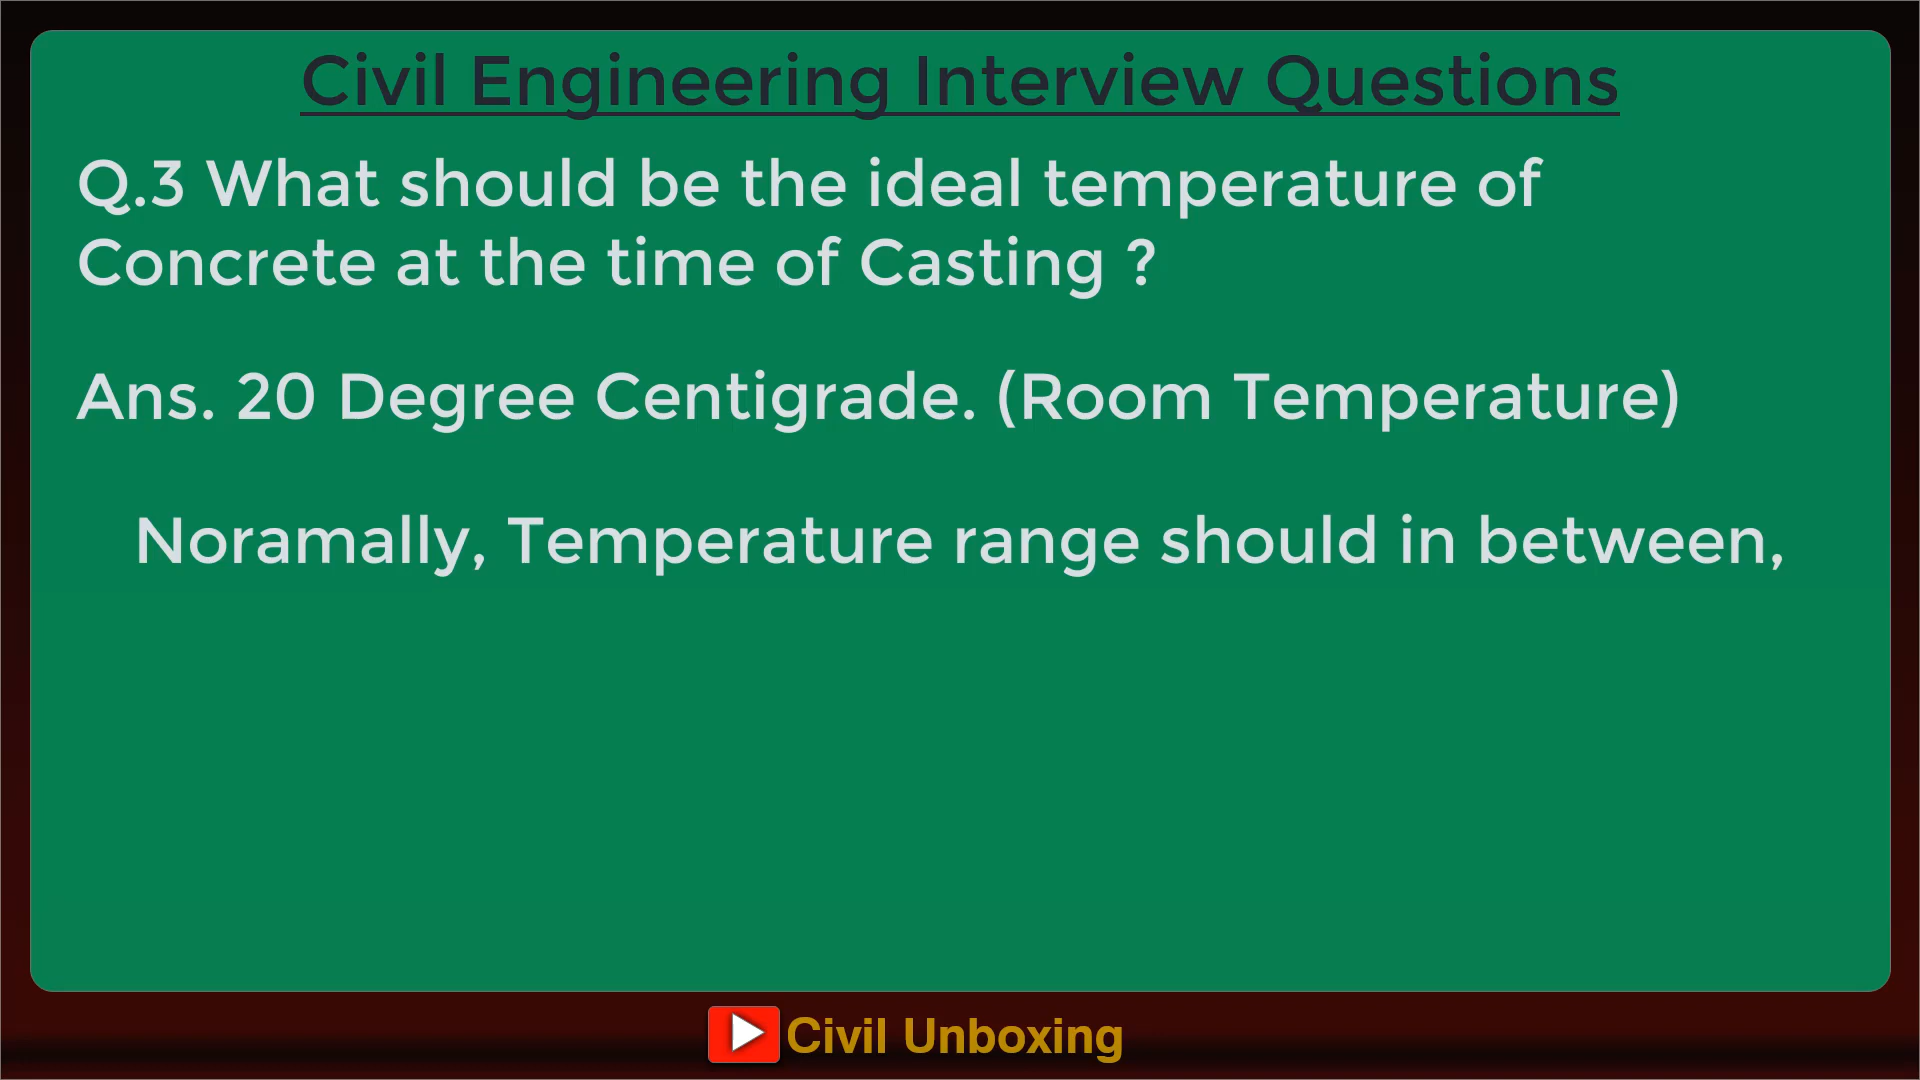 Civil Engineering Interview Questions
Q.3 What should be the ideal temperature of
Concrete at the time of Casting ?
Ans. 20 Degree Centigrade. (Room Temperature)
Noramally, Temperature range should in between,
Civil Unboxing